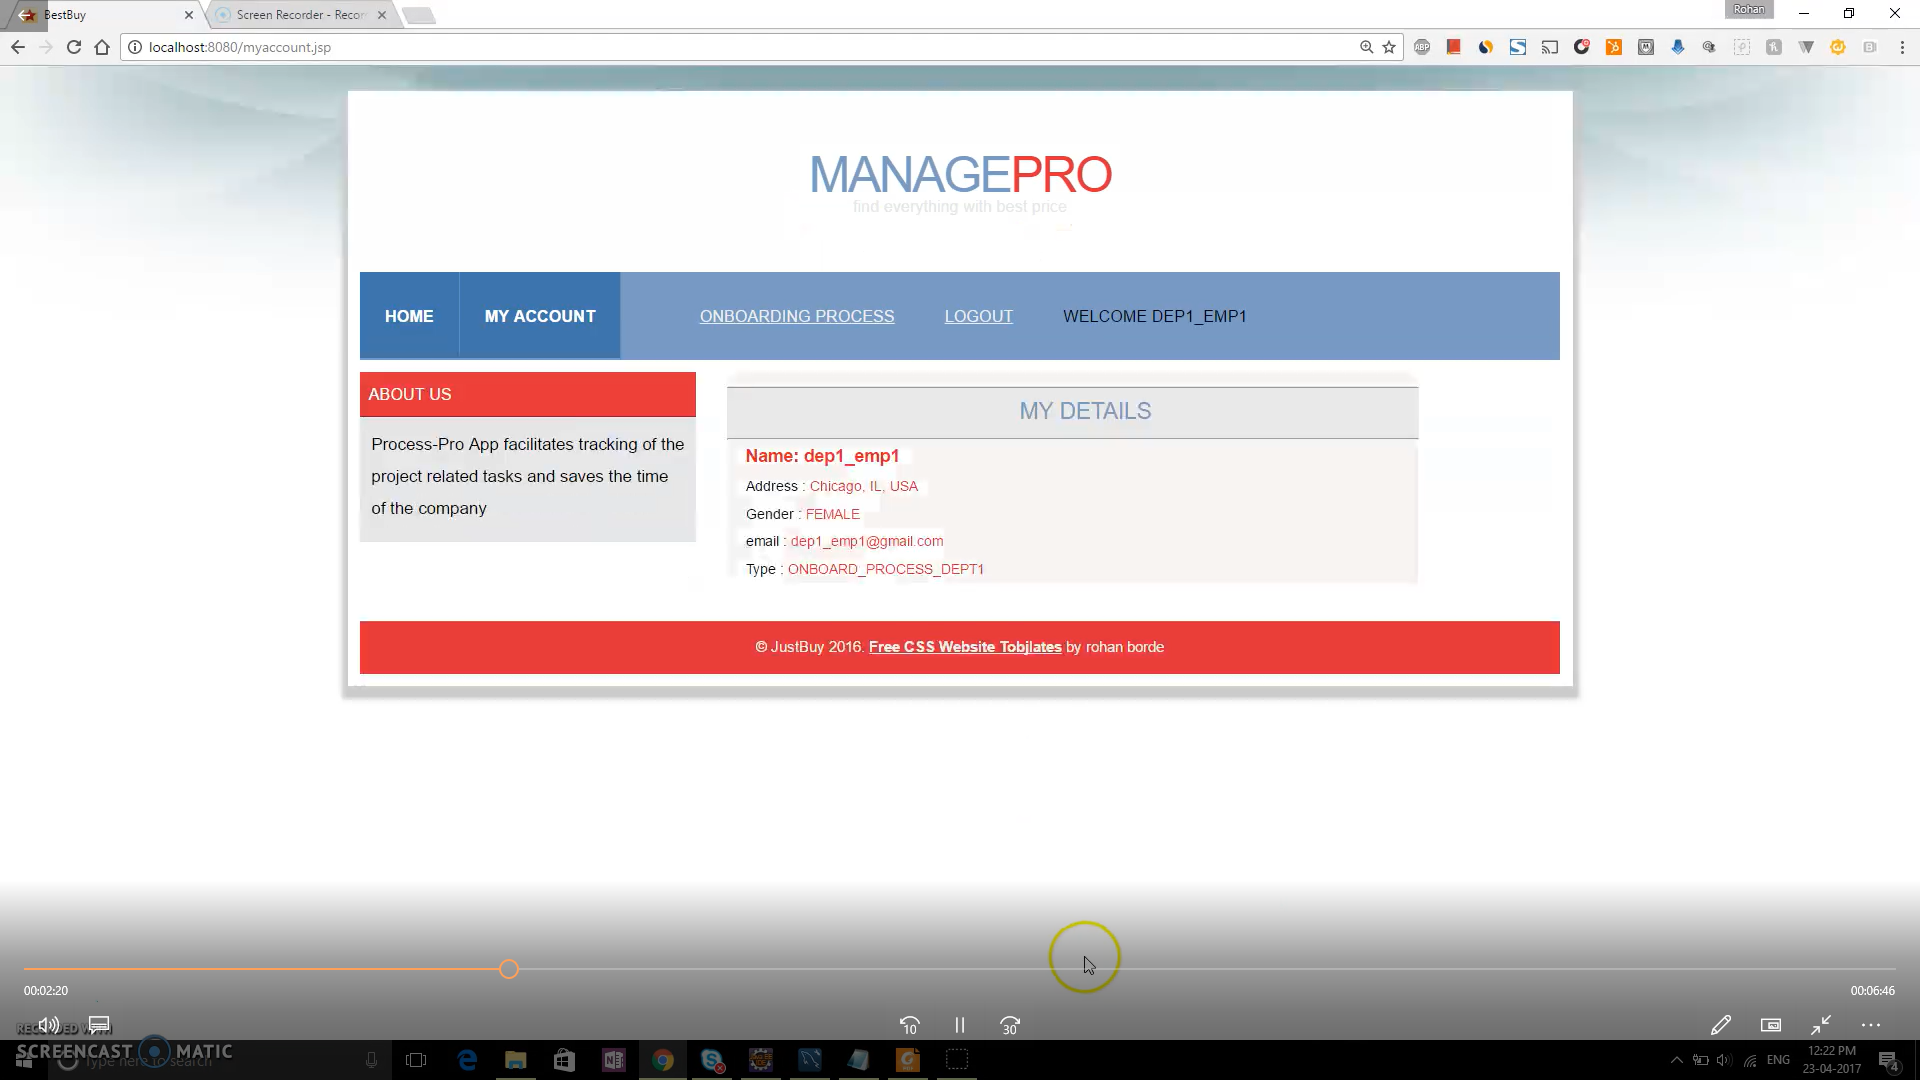 BestBuy
Screen Recorder - Recor
Rohan
localhost:8080/myaccount.jsp
ABP
MANAGEPRO
find everything with best price
HOME
MY ACCOUNT
ONBOARDING PROCESS
LOGOUT
WELCOME DEP1_EMP1
ABOUT US
Process-Pro App facilitates tracking of the
project related tasks and saves the time
of the company
MY DETAILS
Name: dep1_emp1
Address : Chicago, IL, USA
Gender : FEMALE
email : dep1_emp1@gmail.com
Type : ONBOARD_PROCESS_DEPT1
© JustBuy 2016. Free CSS Website Tobjlates by rohan borde
00:02:20
00:06:46
10
30
RECORDED WITH
SCREENCAST MATIC
Type here to search
ENG
12:22 PM
23-04-2017
4